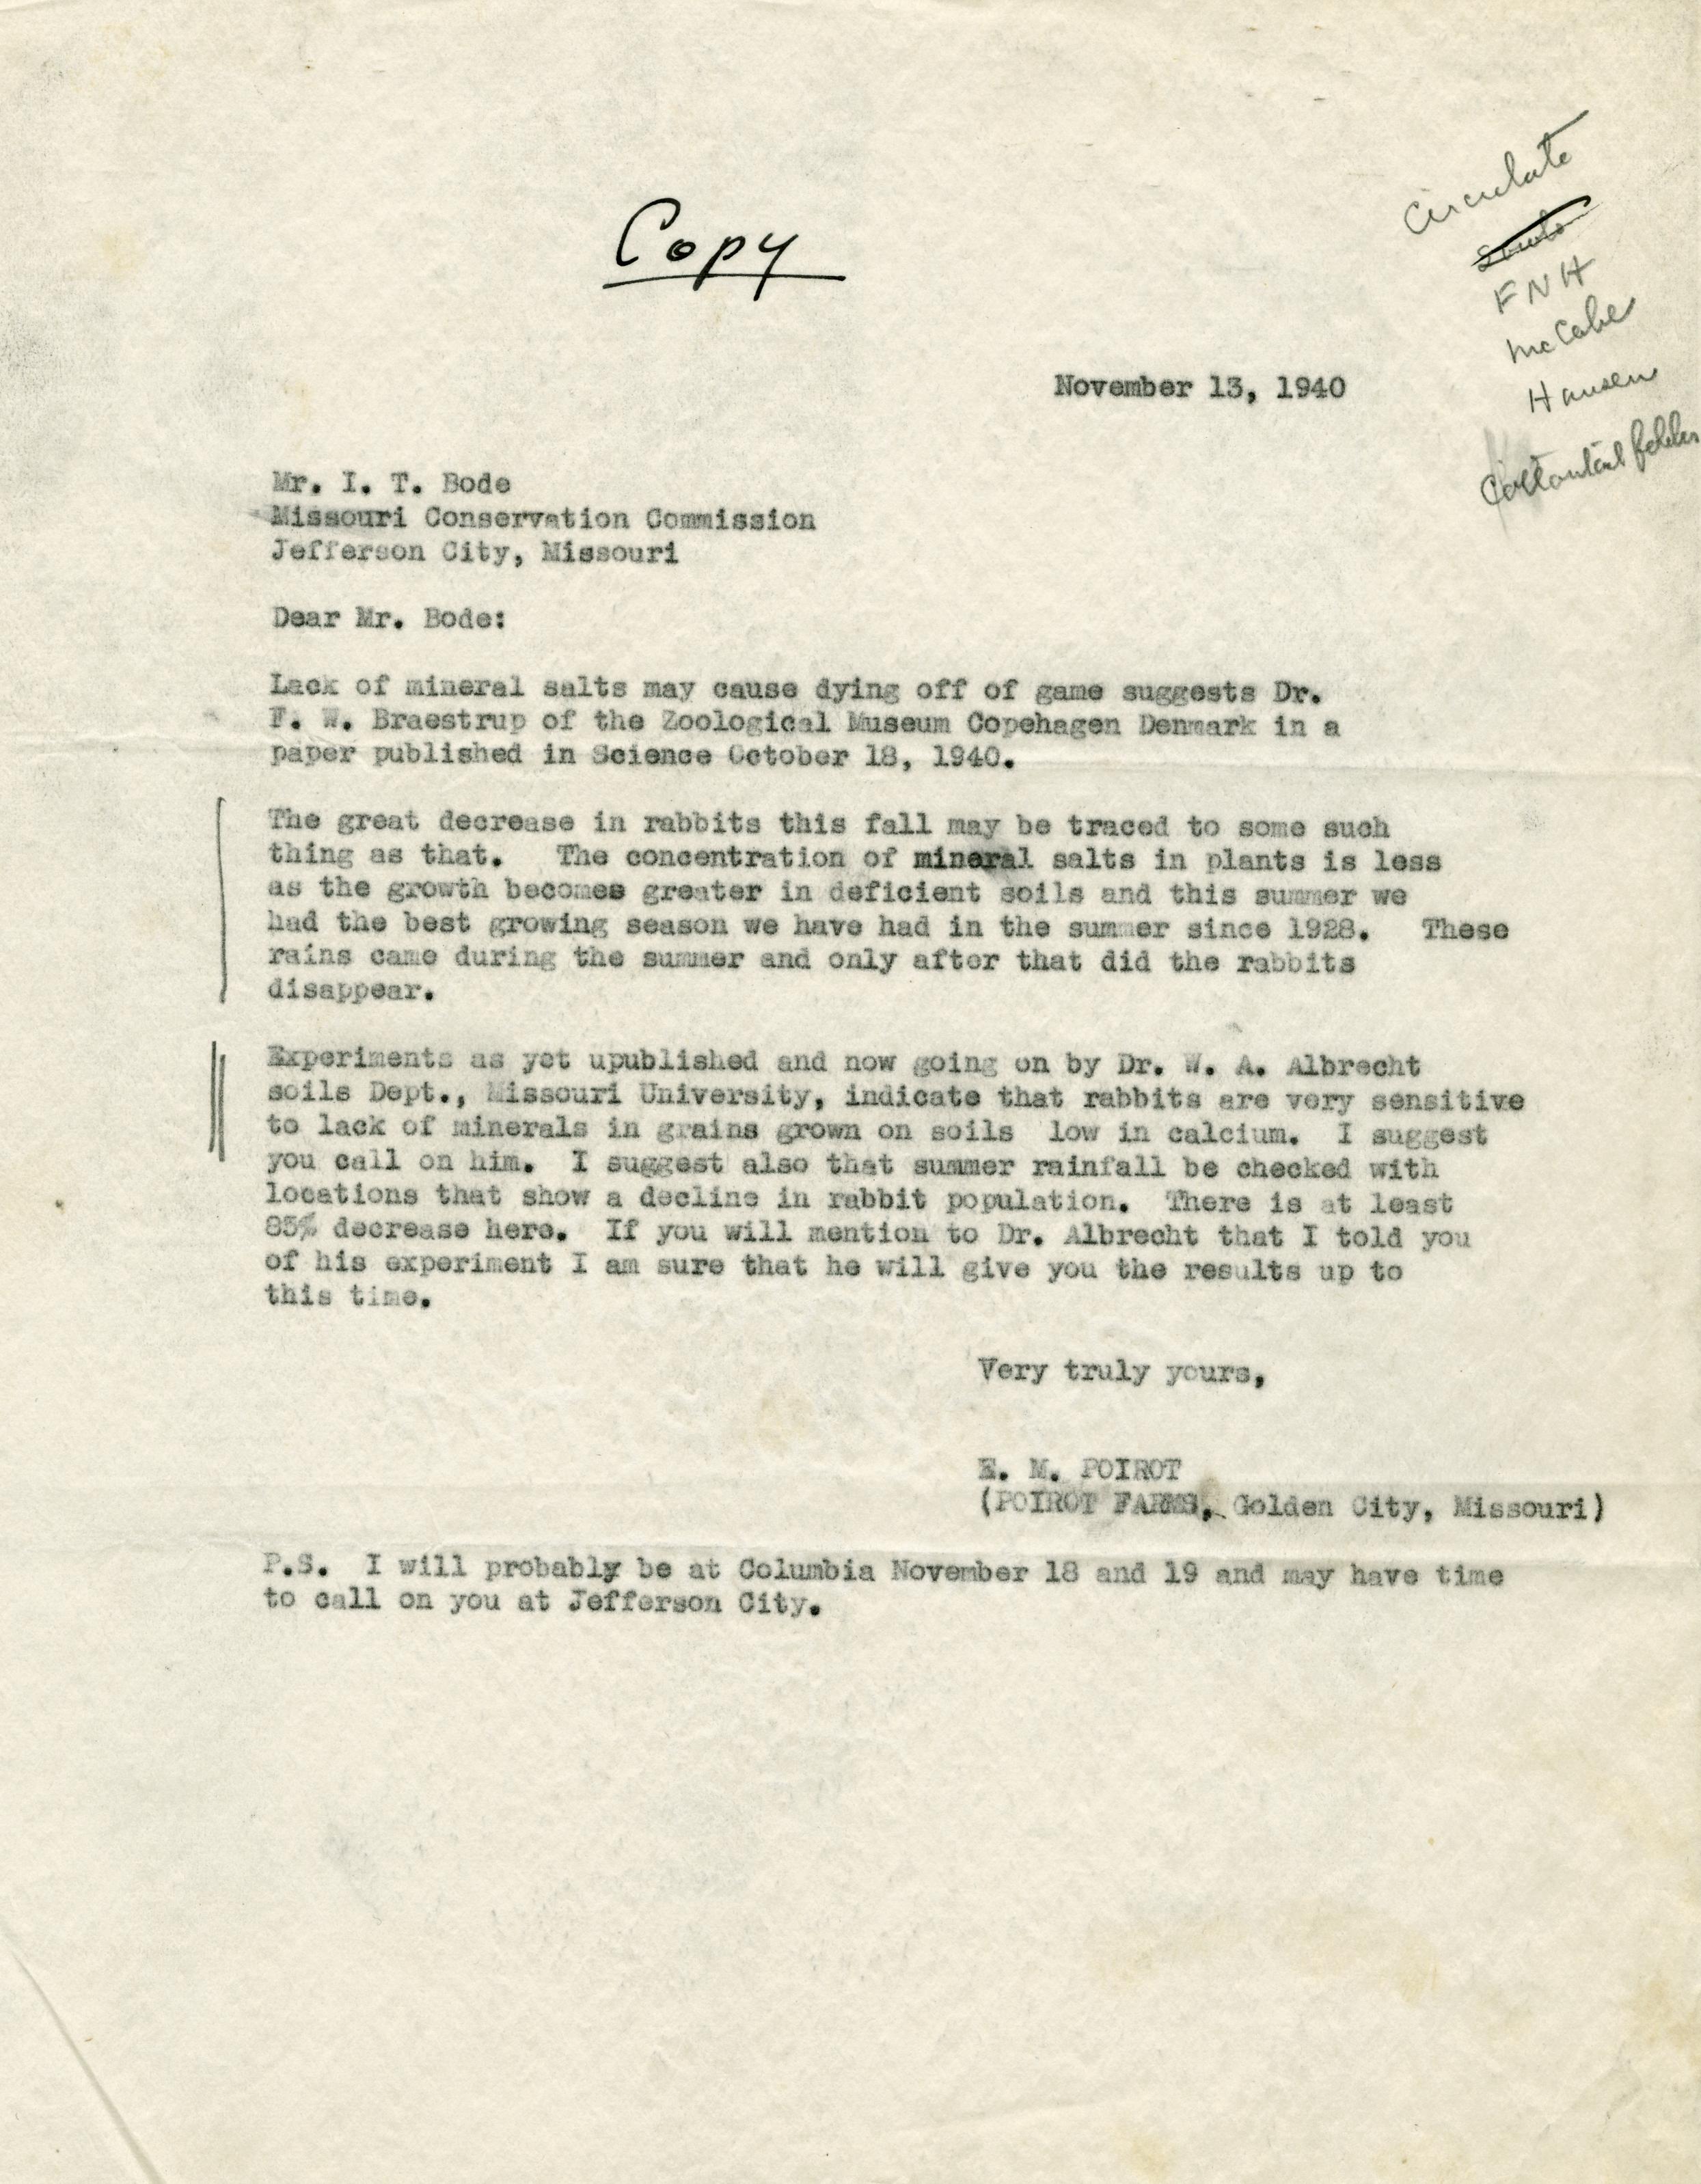 Circulate
Copy
FNH
McCabe
November 13, 1940
Hansen
Cottontail folder
Mr. I. T. Bode
Missouri Conservation Commission
Jefferson City, Missouri
Dear Mr. Bode:
Lack of mineral salts may cause dying off of game suggests Dr.
F. W. Braestrup of the Zoological Museum Copehagen Denmark in a
paper published in Science October 18, 1940.
The great decrease in rabbits this fall may be traced to some such
thing as that. The concentration of mineral salts in plants is less
as the growth becomes greater in deficient soils and this summer we
had the best growing season we have had in the summer since 1928. These
rains came during the summer and only after that did the rabbits
disappear.
Experiments as yet upublished and now going on by Dr. W. A. Albrecht
soils Dept., Missouri University, indicate that rabbits are very sensitive
to lack of minerals in grains grown on soils low in calcium. I suggest
you call on him. I suggest also that summer rainfall be checked with
locations that show a decline in rabbit population. There is at least
85% decrease here. If you will mention to Dr. Albrecht that I told you
of his experiment I am sure that he will give you the results up to
this time.
Very truly yours,
E. M. POIROT
(POIROT FARMS, Golden City, Missouri)
P.S. I will probably be at Columbia November 18 and 19 and may have time
to call on you at Jefferson City.